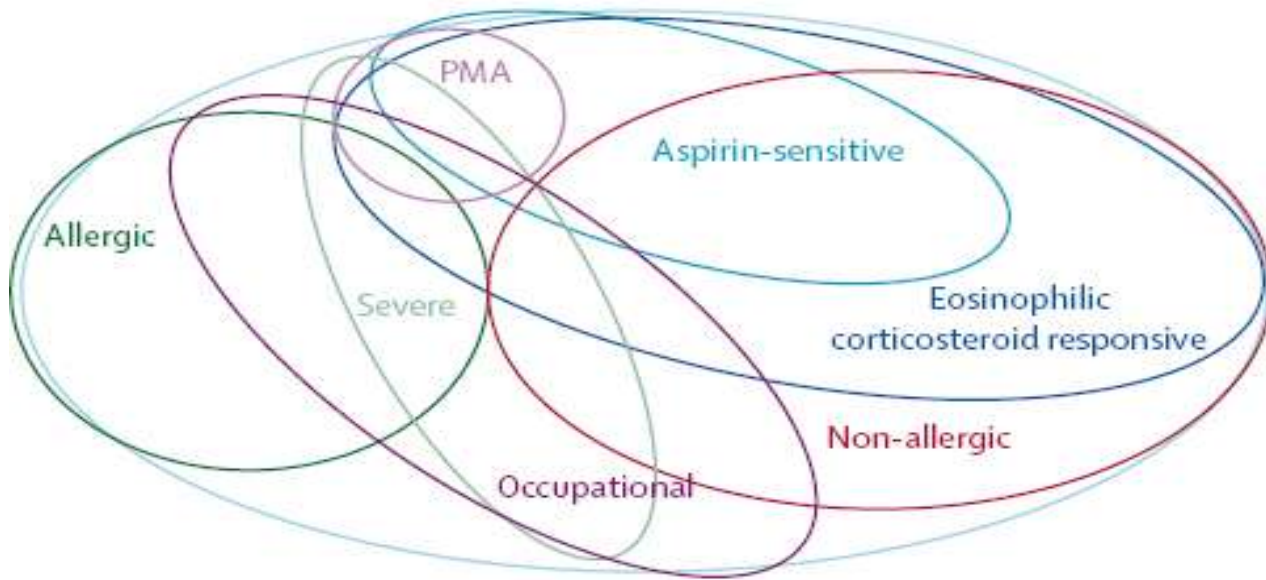 PMA
Aspirin-sensitive
Allergic
Severe
Eosinophilic
corticosteroid responsive
Non-allergic
Occupational